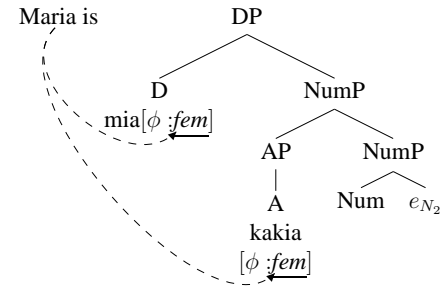 Maria is DP
D NumP
mia[ϕ :fem]
AP NumP
A Num e_{N_2}
kakia
[ϕ :fem]